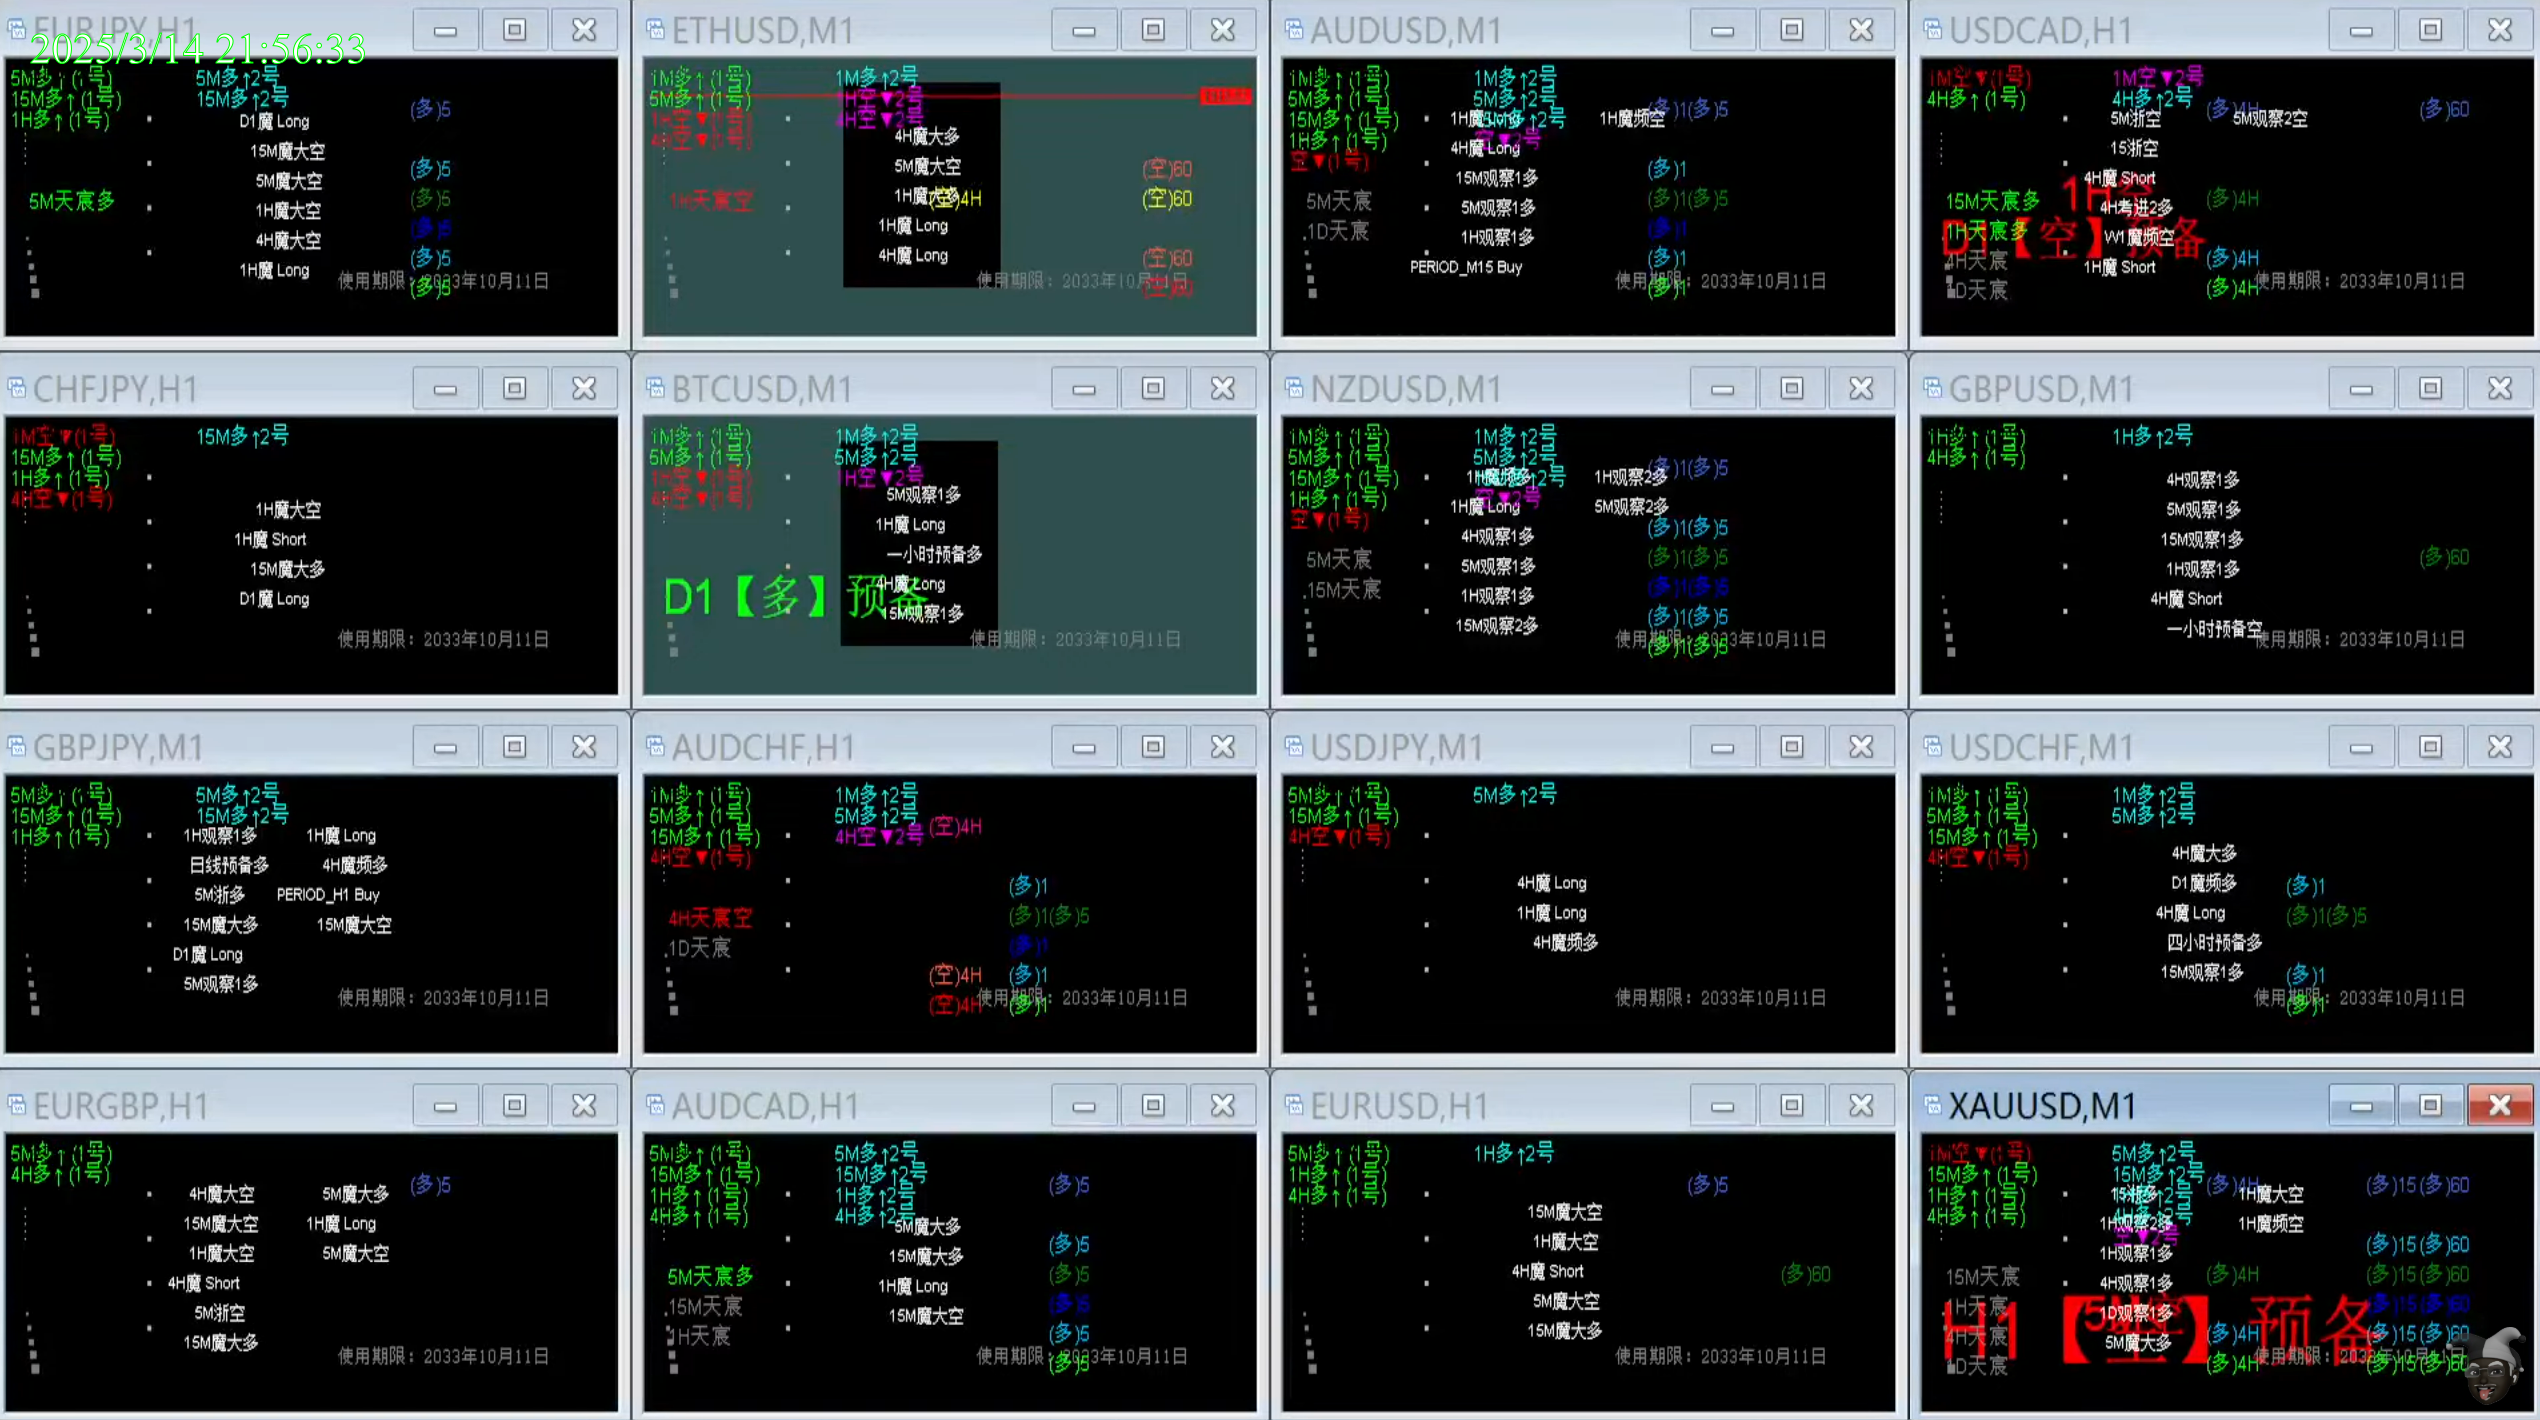 EURJPY,H1
2025/3/14 21:56:33
5M多↑(1号) 5M多↑2号
15M多↑(1号) 15M多↑2号 (多)5
1H多↑(1号) D1魔 Long
15M魔大空
5M魔大空 (多)5
5M天宸多 1H魔大空 (多)5
4H魔大空 (多)5
1H魔 Long (多)5
使用期限：2033年10月11日 (多)5
ETHUSD,M1
1M多↑(1号) 1M多↑2号
5M多↑(1号) 1H空▼2号
1H空▼(1号) 4H空▼2号
4H空▼(1号) 4H魔大多
5M魔大空 (空)60
1H天宸空 1H魔大多 (空)4H (空)60
1H魔 Long
4H魔 Long (空)60
使用期限：2033年10月11日 (空)60
AUDUSD,M1
1M多↑(1号) 1M多↑2号
5M多↑(1号) 5M多↑2号 (多)1(多)5
15M多↑(1号) 15M多↑2号 1H魔频空
1H多↑(1号) 空▼2号 4H魔 Long
空▼(1号) 15M观察1多 (多)1
5M天宸 5M观察1多 (多)1(多)5
1D天宸 1H观察1多 (多)1
PERIOD_M15 Buy (多)1
使用期限：2033年10月11日 (多)1
USDCAD,H1
1M空▼(1号) 1M空▼2号
4H多↑(1号) 4H多↑2号 (多)4H (多)60
5M浙空 5M观察2空
15浙空
4H魔 Short
15M天宸多 4H考进2多 (多)4H
1H天宸多 W1魔频空
D1【空】预备
4H天宸 1H魔 Short (多)4H
1D天宸 (多)4H 使用期限：2033年10月11日
CHFJPY,H1
1M空▼(1号) 15M多↑2号
15M多↑(1号)
1H多↑(1号)
4H空▼(1号) 1H魔大空
1H魔 Short
15M魔大多
D1魔 Long
使用期限：2033年10月11日
BTCUSD,M1
1M多↑(1号) 1M多↑2号
5M多↑(1号) 5M多↑2号
1H空▼(1号) 1H空▼2号
4H空▼(1号) 5M观察1多
1H魔 Long
一小时预备多
4H魔 Long
D1【多】预备
15M观察1多
使用期限：2033年10月11日
NZDUSD,M1
1M多↑(1号) 1M多↑2号
5M多↑(1号) 5M多↑2号 (多)1(多)5
15M多↑(1号) 1H魔频多 1H观察2多
1H多↑(1号) 空▼2号 1H魔 Long 5M观察2多
空▼(1号) 4H观察1多 (多)1(多)5
5M天宸 5M观察1多 (多)1(多)5
15M天宸 1H观察1多 (多)1(多)5
15M观察2多 (多)1(多)5
使用期限：2033年10月11日 (多)1(多)5
GBPUSD,M1
1H多↑(1号) 1H多↑2号
4H多↑(1号)
4H观察1多
5M观察1多
15M观察1多 (多)60
1H观察1多
4H魔 Short
一小时预备空
使用期限：2033年10月11日
GBPJPY,M1
5M多↑(1号) 5M多↑2号
15M多↑(1号) 15M多↑2号
1H多↑(1号) 1H观察1多 1H魔 Long
日线预备多 4H魔频多
5M浙多 PERIOD_H1 Buy
15M魔大多 15M魔大空
D1魔 Long
5M观察1多
使用期限：2033年10月11日
AUDCHF,H1
1M多↑(1号) 1M多↑2号
5M多↑(1号) 5M多↑2号
15M多↑(1号) 4H空▼2号 (空)4H
4H空▼(1号)
(多)1
4H天宸空 (多)1(多)5
1D天宸 (多)1
(空)4H (多)1
(空)4H (多)1 使用期限：2033年10月11日
USDJPY,M1
5M多↑(1号) 5M多↑2号
15M多↑(1号)
4H空▼(1号)
4H魔 Long
1H魔 Long
4H魔频多
使用期限：2033年10月11日
USDCHF,M1
1M多↑(1号) 1M多↑2号
5M多↑(1号) 5M多↑2号
15M多↑(1号)
4H空▼(1号) 4H魔大多
D1魔频多 (多)1
4H魔 Long (多)1(多)5
四小时预备多
15M观察1多 (多)1
使用期限：2033年10月11日 (多)1
EURGBP,H1
5M多↑(1号)
4H多↑(1号)
4H魔大空 5M魔大多 (多)5
15M魔大空 1H魔 Long
1H魔大空 5M魔大空
4H魔 Short
5M浙空
15M魔大多
使用期限：2033年10月11日
AUDCAD,H1
5M多↑(1号) 5M多↑2号
15M多↑(1号) 15M多↑2号
1H多↑(1号) 1H多↑2号 (多)5
4H多↑(1号) 4H多↑2号
5M魔大多
15M魔大多 (多)5
5M天宸多 1H魔 Long (多)5
15M天宸 15M魔大空 (多)5
1H天宸 (多)5
使用期限：2033年10月11日 (多)5
EURUSD,H1
5M多↑(1号) 1H多↑2号
1H多↑(1号)
4H多↑(1号) (多)5
15M魔大空
1H魔大空
4H魔 Short (多)60
5M魔大空
15M魔大多
使用期限：2033年10月11日
XAUUSD,M1
1M空▼(1号) 5M多↑2号
15M多↑(1号) 15M多↑2号
1H多↑(1号) (多)4H 1H魔大空 (多)15(多)60
4H多↑(1号) 4H多↑2号 1H观察2多 1H魔频空
空▼2号 1H观察1多 (多)15(多)60
15M天宸 4H观察1多 (多)4H (多)15(多)60
1H天宸 1D观察1多 (多)15(多)60
H1【空】预备
4H天宸 5M魔大多 (多)4H (多)15(多)60
1D天宸 (多)4H (多)15(多)60